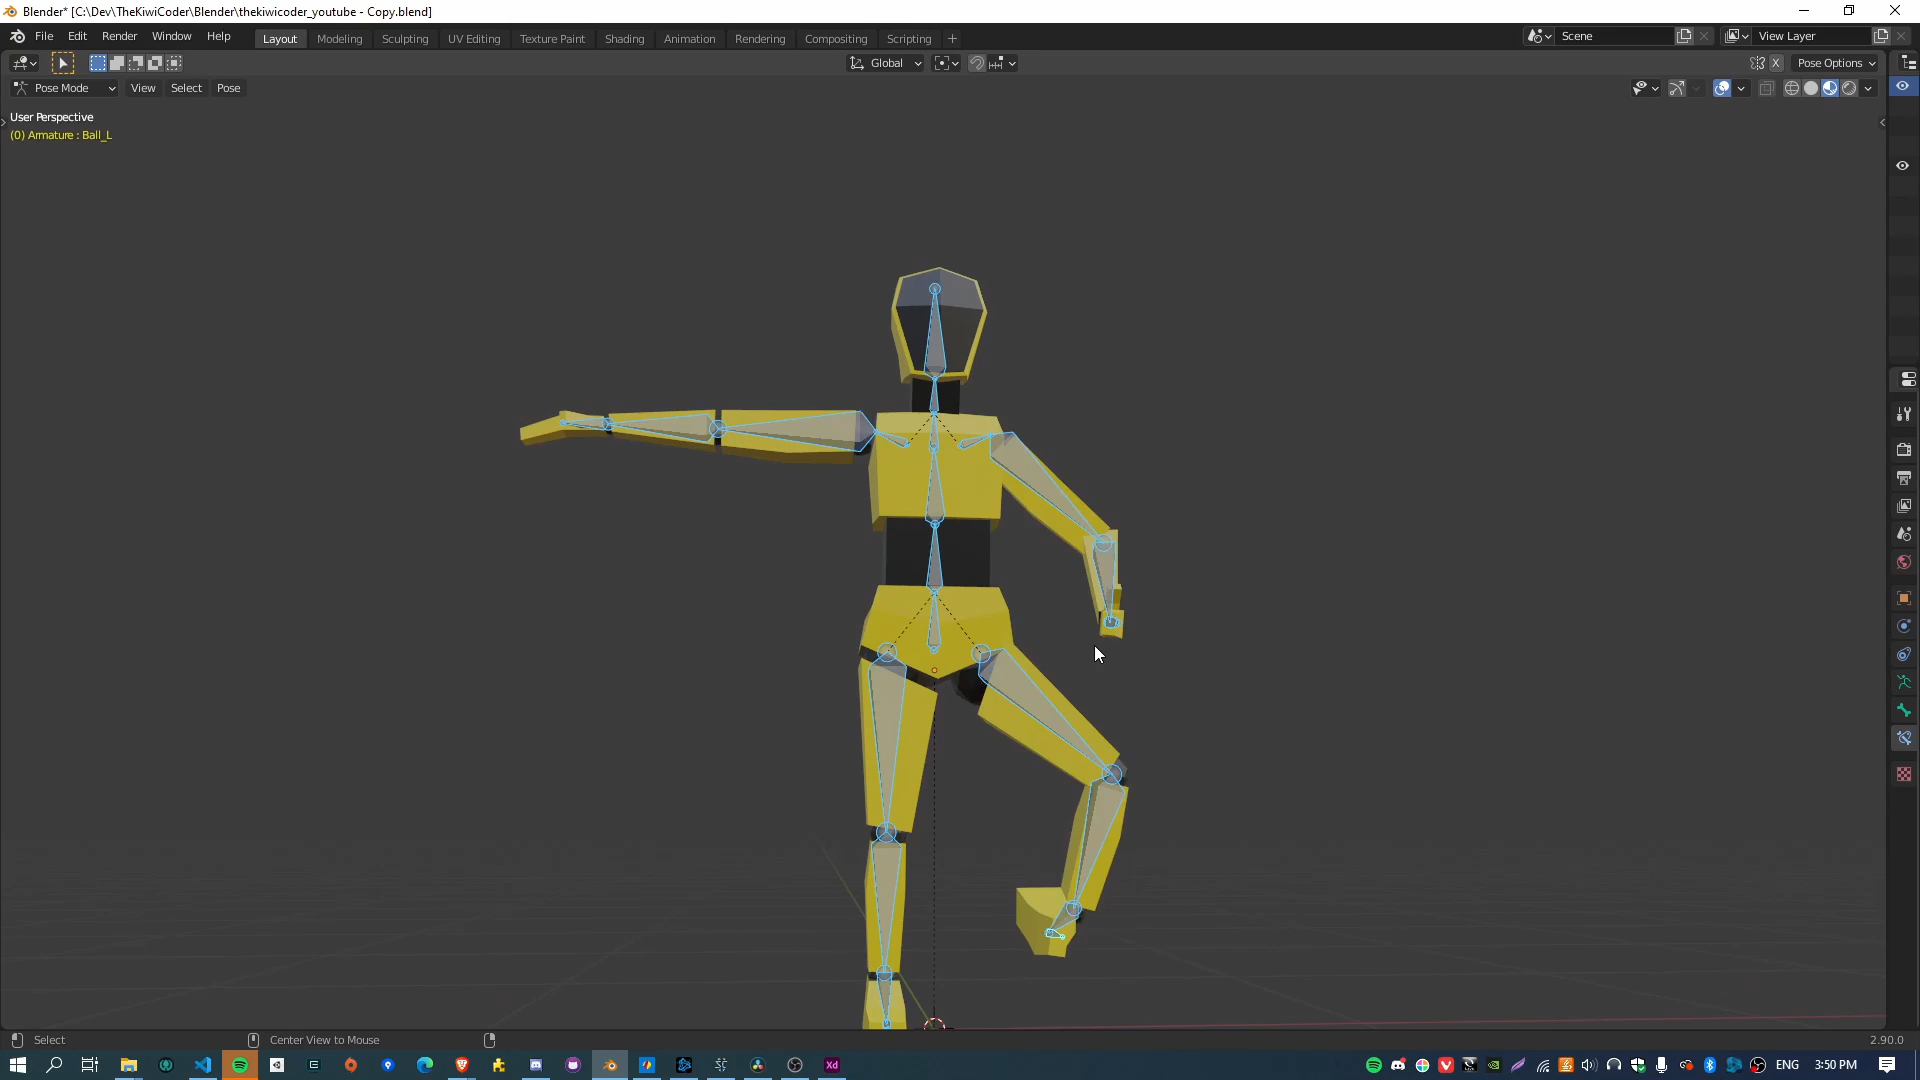 Blender* [C:\Dev\TheKiwiCoder\Blender\thekiwicoder_youtube - Copy.blend]
File Edit Render Window Help Layout Modeling Sculpting UV Editing Texture Paint Shading Animation Rendering Compositing Scripting + Scene View Layer
Global X Pose Options
Pose Mode View Select Pose
User Perspective
(0) Armature : Ball_L
Select Center View to Mouse 2.90.0
Xd ENG 3:50 PM